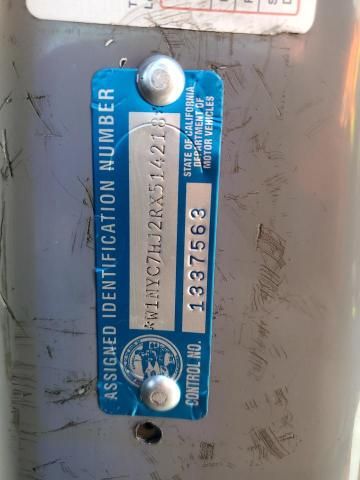 ASSIGNED IDENTIFICATION NUMBER
*W1NYC7HJ2RX514218*
STATE OF CALIFORNIA
DEPARTMENT OF
MOTOR VEHICLES
CONTROL NO. 1337563